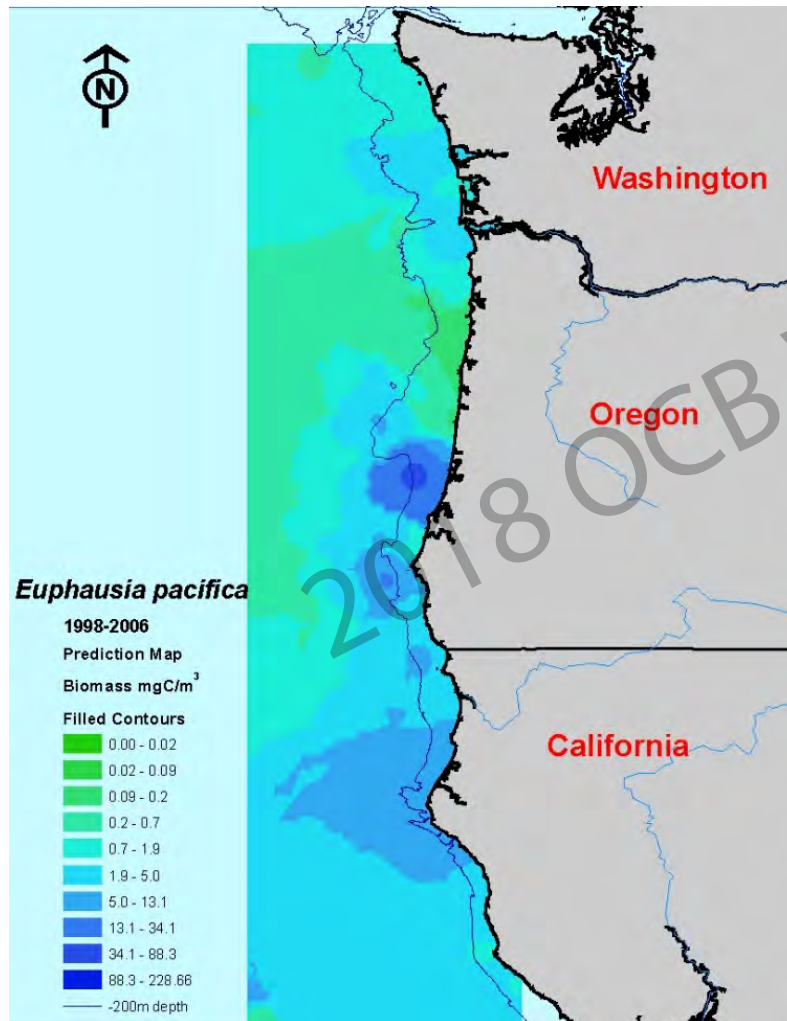 N
Washington
Oregon
2018 OCB
Euphausia pacifica
1998-2006
Prediction Map
Biomass mgC/m³
California
Filled Contours
0.00 - 0.02
0.02 - 0.09
0.09 - 0.2
0.2 - 0.7
0.7 - 1.9
1.9 - 5.0
5.0 - 13.1
13.1 - 34.1
34.1 - 88.3
88.3 - 228.66
-200m depth